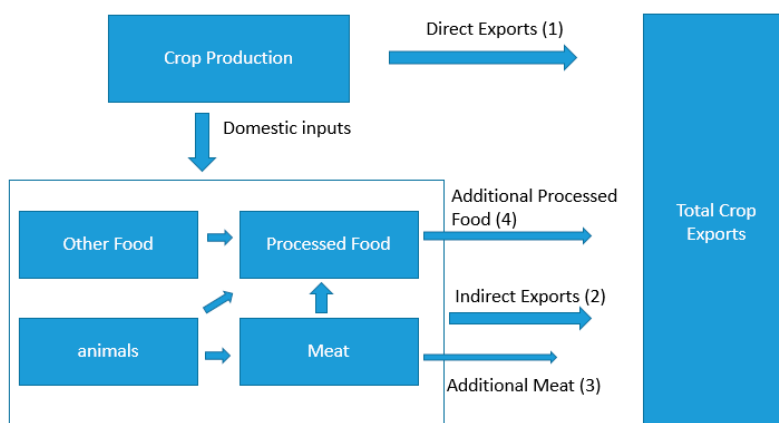 Direct Exports (1)
Crop Production
Domestic inputs
Additional Processed
Food (4)
Other Food
Processed Food
Total Crop
Exports
Indirect Exports (2)
animals
Meat
Additional Meat (3)